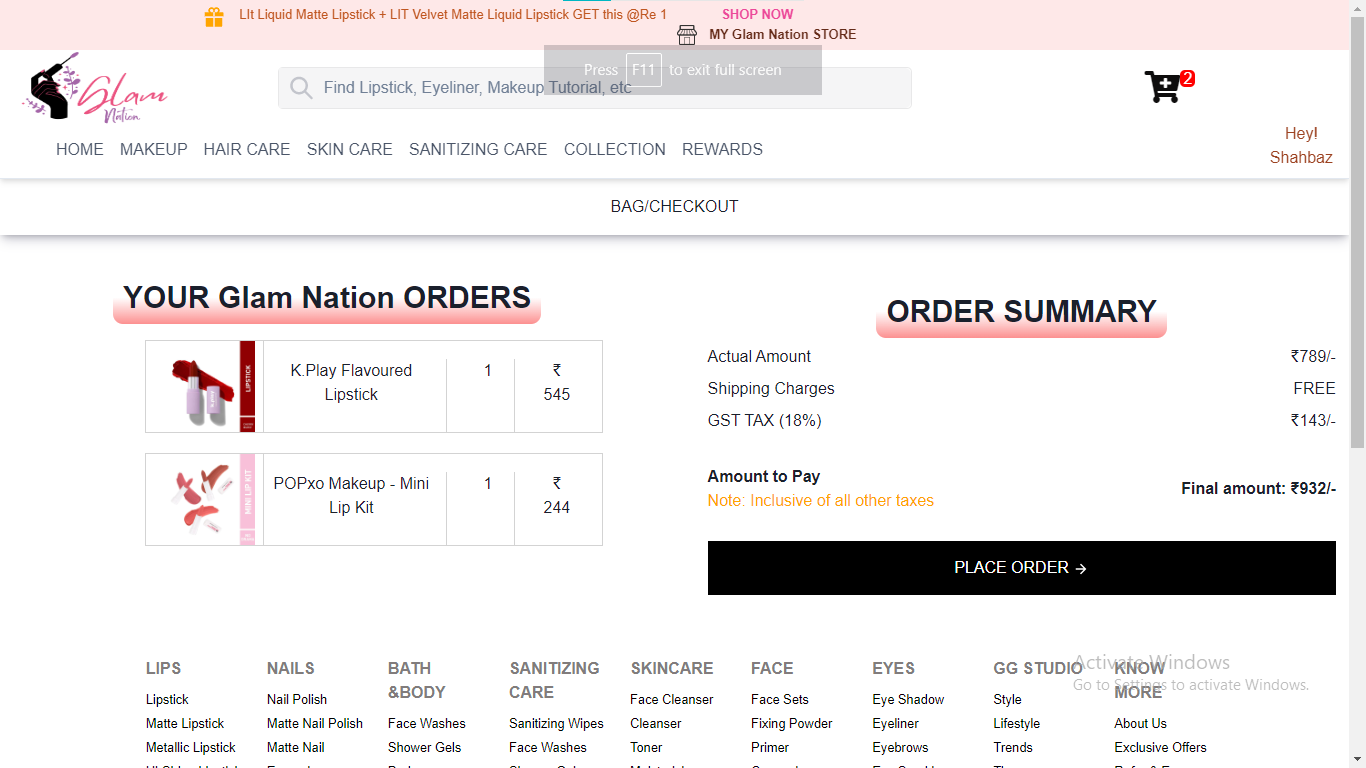 LIt Liquid Matte Lipstick + LIT Velvet Matte Liquid Lipstick GET this @Re 1 SHOP NOW
MY Glam Nation STORE
Press F11 to exit full screen
Glam
Nation
Find Lipstick, Eyeliner, Makeup Tutorial, etc
2
Hey!
Shahbaz
HOME MAKEUP HAIR CARE SKIN CARE SANITIZING CARE COLLECTION REWARDS
BAG/CHECKOUT
YOUR Glam Nation ORDERS
LIPSTICK
K.Play Flavoured
Lipstick
1
₹
545
MINI LIP KIT
POPxo Makeup - Mini
Lip Kit
1
₹
244
ORDER SUMMARY
Actual Amount ₹789/-
Shipping Charges FREE
GST TAX (18%) ₹143/-
Amount to Pay
Note: Inclusive of all other taxes
Final amount: ₹932/-
PLACE ORDER →
LIPS
Lipstick
Matte Lipstick
Metallic Lipstick
NAILS
Nail Polish
Matte Nail Polish
Matte Nail
BATH
&BODY
Face Washes
Shower Gels
SANITIZING
CARE
Sanitizing Wipes
Face Washes
SKINCARE
Face Cleanser
Cleanser
Toner
FACE
Face Sets
Fixing Powder
Primer
EYES
Eye Shadow
Eyeliner
Eyebrows
GG STUDIO
Style
Lifestyle
Trends
KNOW
MORE
About Us
Exclusive Offers
Activate Windows
Go to Settings to activate Windows.